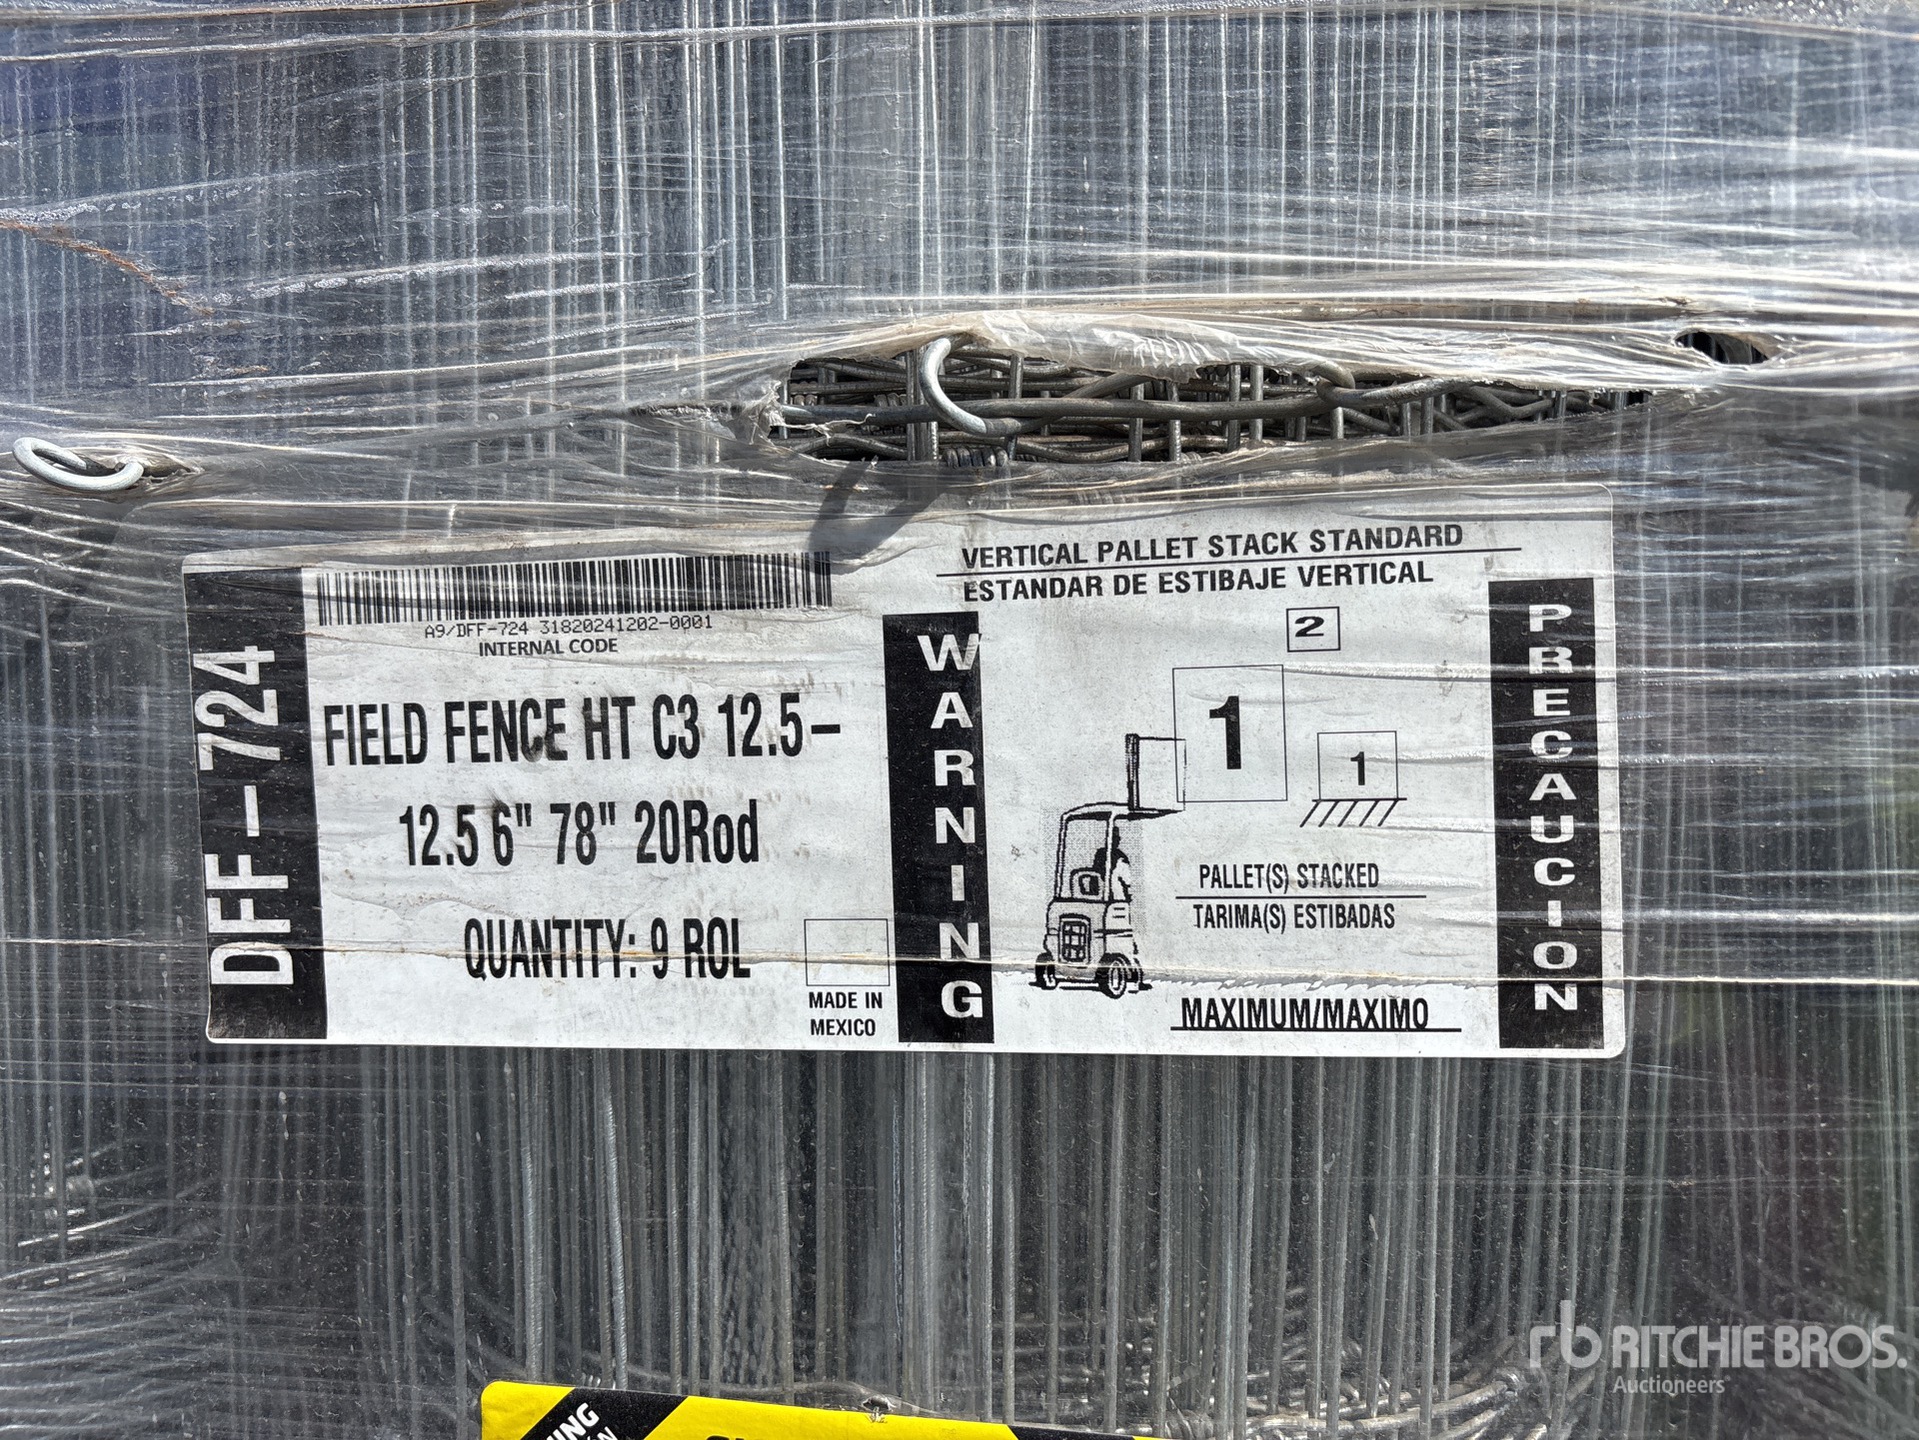 DFF-724
A9/DFF-724 31820241202-0001
INTERNAL CODE
FIELD FENCE HT C3 12.5-
12.5 6" 78" 20Rod
QUANTITY: 9 ROL
MADE IN
MEXICO
WARNING
VERTICAL PALLET STACK STANDARD
ESTANDAR DE ESTIBAJE VERTICAL
2
1
1
PALLET(S) STACKED
TARIMA(S) ESTIBADAS
MAXIMUM/MAXIMO
PRECAUCION
rb RITCHIE BROS.
Auctioneers